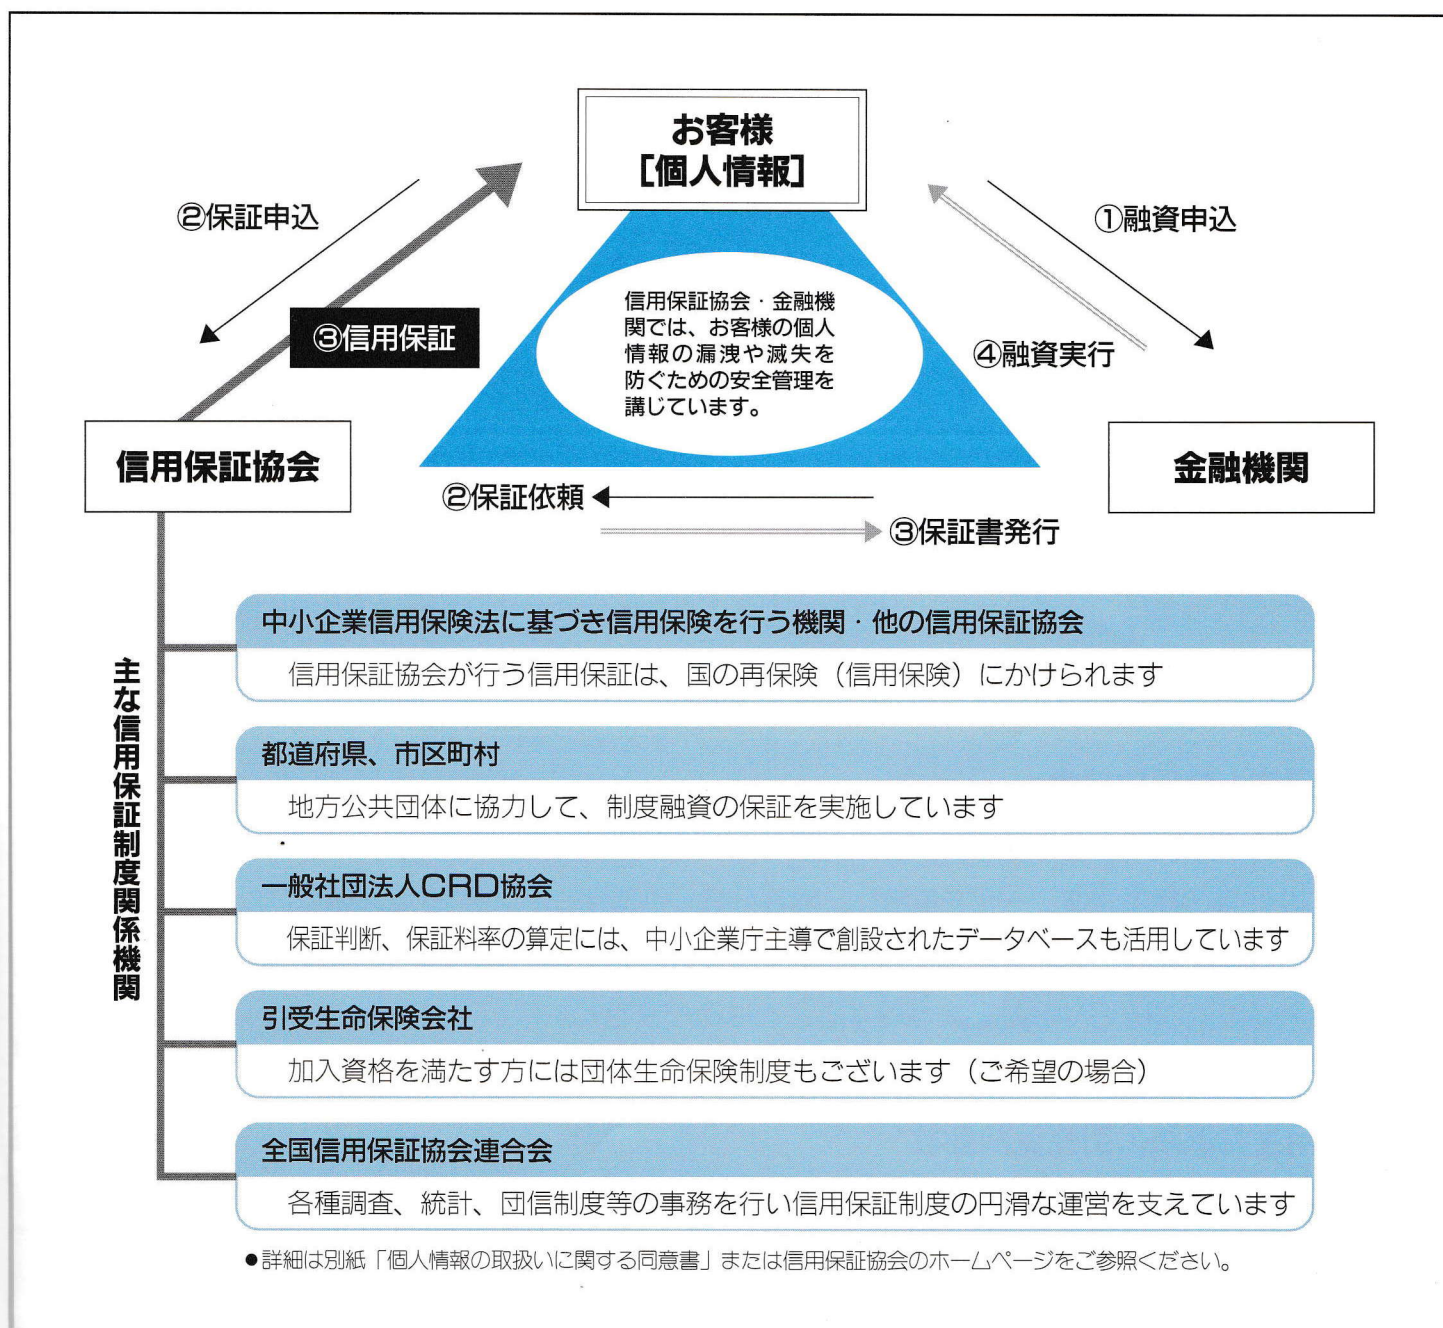 お客様
［個人情報］
②保証申込
①融資申込
信用保証協会・金融機
関では、お客様の個人
情報の漏洩や滅失を
防ぐための安全管理を
講じています。
③信用保証
④融資実行
信用保証協会
金融機関
②保証依頼
③保証書発行
主な信用保証制度関係機関
中小企業信用保険法に基づき信用保険を行う機関・他の信用保証協会
信用保証協会が行う信用保証は、国の再保険（信用保険）にかけられます
都道府県、市区町村
地方公共団体に協力して、制度融資の保証を実施しています
一般社団法人CRD協会
保証判断、保証料率の算定には、中小企業庁主導で創設されたデータベースも活用しています
引受生命保険会社
加入資格を満たす方には団体生命保険制度もございます（ご希望の場合）
全国信用保証協会連合会
各種調査、統計、団信制度等の事務を行い信用保証制度の円滑な運営を支えています
●詳細は別紙「個人情報の取扱いに関する同意書」または信用保証協会のホームページをご参照ください。